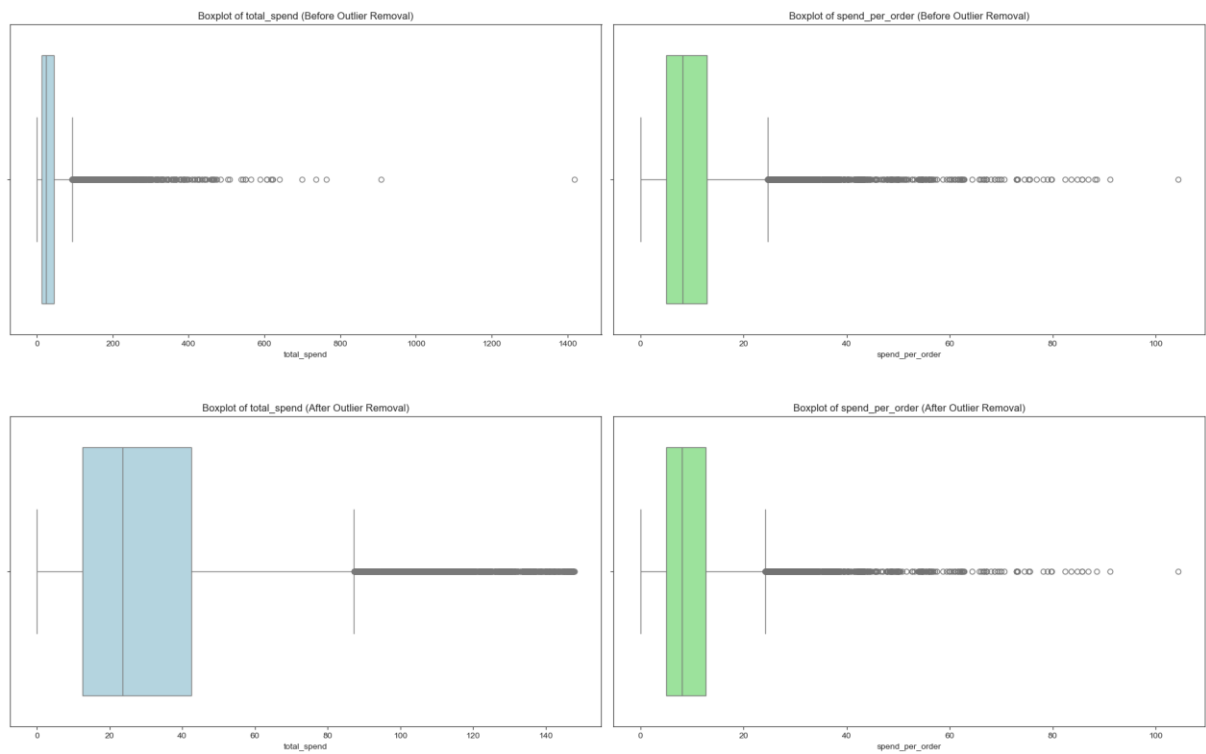 Boxplot of total_spend (Before Outlier Removal)
0 200 400 600 800 1000 1200 1400
total_spend
Boxplot of spend_per_order (Before Outlier Removal)
0 20 40 60 80 100
spend_per_order
Boxplot of total_spend (After Outlier Removal)
0 20 40 60 80 100 120 140
total_spend
Boxplot of spend_per_order (After Outlier Removal)
0 20 40 60 80 100
spend_per_order